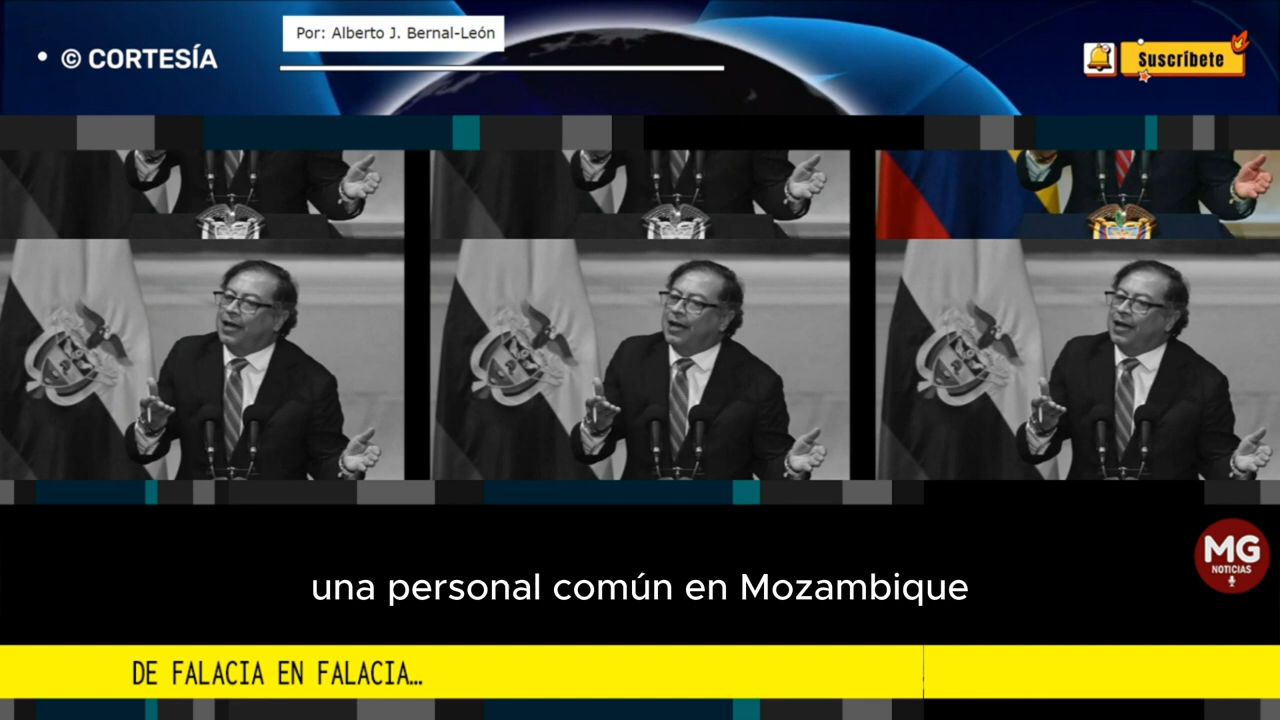 Por: Alberto J. Bernal-León
• © CORTESÍA
Suscríbete
una personal común en Mozambique
MG
NOTICIAS
DE FALACIA EN FALACIA...